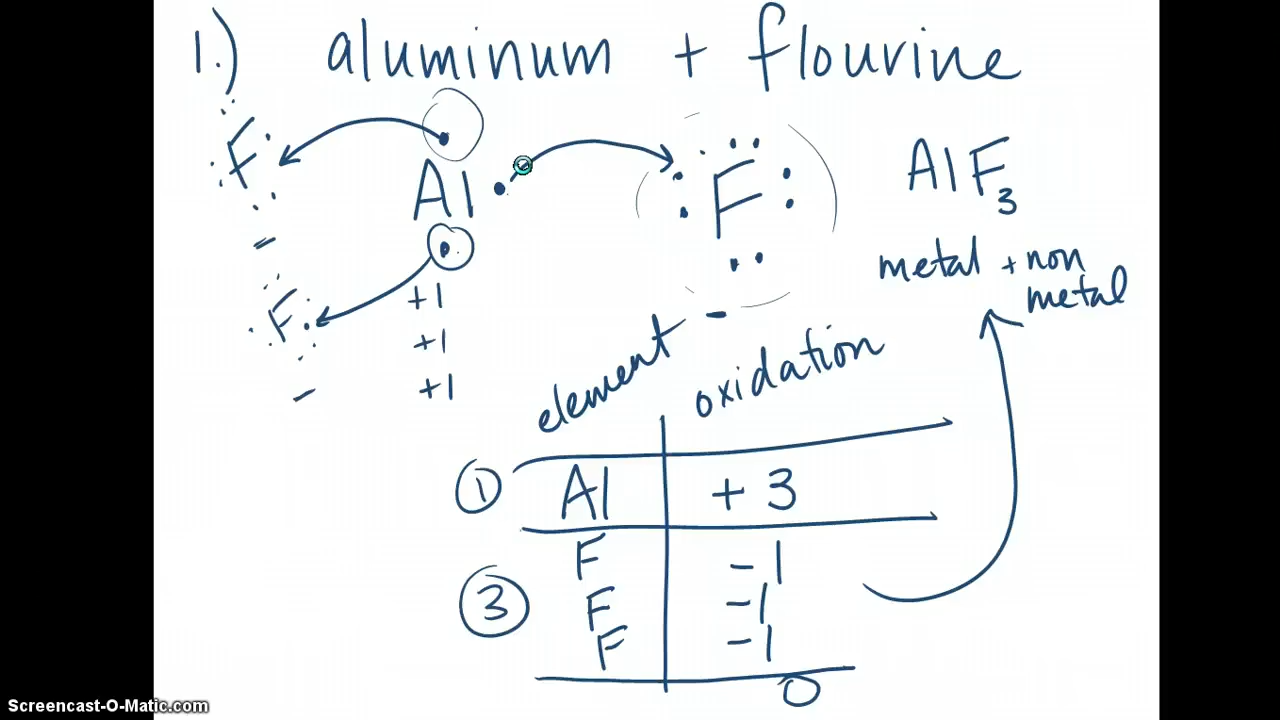 1.) aluminum + flourine
F
Al
F
AlF3
metal + non
metal
F
+1
+1
+1
-
-
-
element
oxidation
① Al +3
F -1
③ F -1
F -1
0
Screencast-O-Matic.com